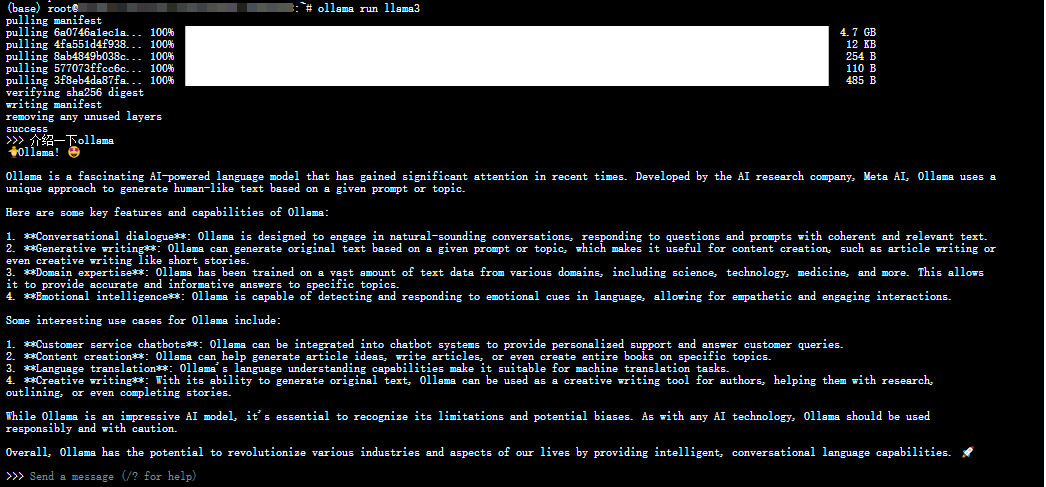 (base) root@ :~# ollama run llama3
pulling manifest
pulling 6a0746a1ec1a... 100% 4.7 GB
pulling 4fa551d4f938... 100% 12 KB
pulling 8ab4849b038c... 100% 254 B
pulling 577073ffcc6c... 100% 110 B
pulling 3f8eb4da87fa... 100% 485 B
verifying sha256 digest
writing manifest
removing any unused layers
success
>>> 介绍一下ollama
Ollama! 🤩
Ollama is a fascinating AI-powered language model that has gained significant attention in recent times. Developed by the AI research company, Meta AI, Ollama uses a
unique approach to generate human-like text based on a given prompt or topic.
Here are some key features and capabilities of Ollama:
1. **Conversational dialogue**: Ollama is designed to engage in natural-sounding conversations, responding to questions and prompts with coherent and relevant text.
2. **Generative writing**: Ollama can generate original text based on a given prompt or topic, which makes it useful for content creation, such as article writing or
even creative writing like short stories.
3. **Domain expertise**: Ollama has been trained on a vast amount of text data from various domains, including science, technology, medicine, and more. This allows
it to provide accurate and informative answers to specific topics.
4. **Emotional intelligence**: Ollama is capable of detecting and responding to emotional cues in language, allowing for empathetic and engaging interactions.
Some interesting use cases for Ollama include:
1. **Customer service chatbots**: Ollama can be integrated into chatbot systems to provide personalized support and answer customer queries.
2. **Content creation**: Ollama can help generate article ideas, write articles, or even create entire books on specific topics.
3. **Language translation**: Ollama's language understanding capabilities make it suitable for machine translation tasks.
4. **Creative writing**: With its ability to generate original text, Ollama can be used as a creative writing tool for authors, helping them with research,
outlining, or even completing stories.
While Ollama is an impressive AI model, it's essential to recognize its limitations and potential biases. As with any AI technology, Ollama should be used
responsibly and with caution.
Overall, Ollama has the potential to revolutionize various industries and aspects of our lives by providing intelligent, conversational language capabilities. 🚀
>>> Send a message (/? for help)